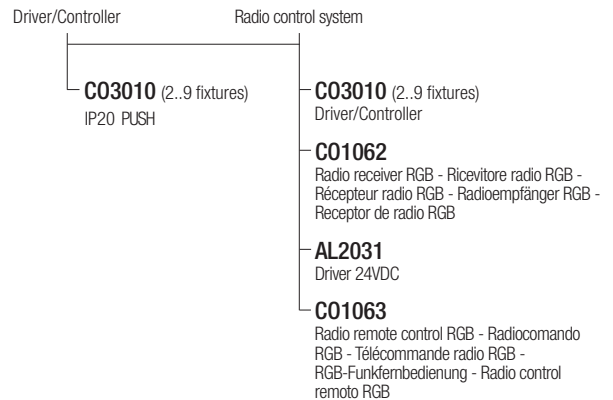 Driver/Controller
Radio control system
CO3010 (2..9 fixtures)
IP20 PUSH
CO3010 (2..9 fixtures)
Driver/Controller
CO1062
Radio receiver RGB - Ricevitore radio RGB -
Récepteur radio RGB - Radioempfänger RGB -
Receptor de radio RGB
AL2031
Driver 24VDC
CO1063
Radio remote control RGB - Radiocomando
RGB - Télécommande radio RGB -
RGB-Funkfernbedienung - Radio control
remoto RGB